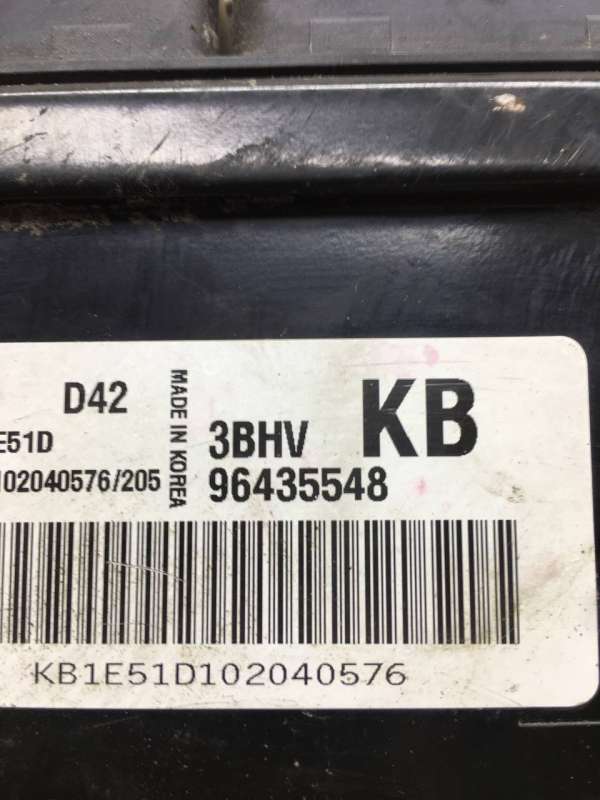 D42
MADE IN KOREA
3BHV
KB
E51D
102040576/205
96435548
KB1E51D102040576